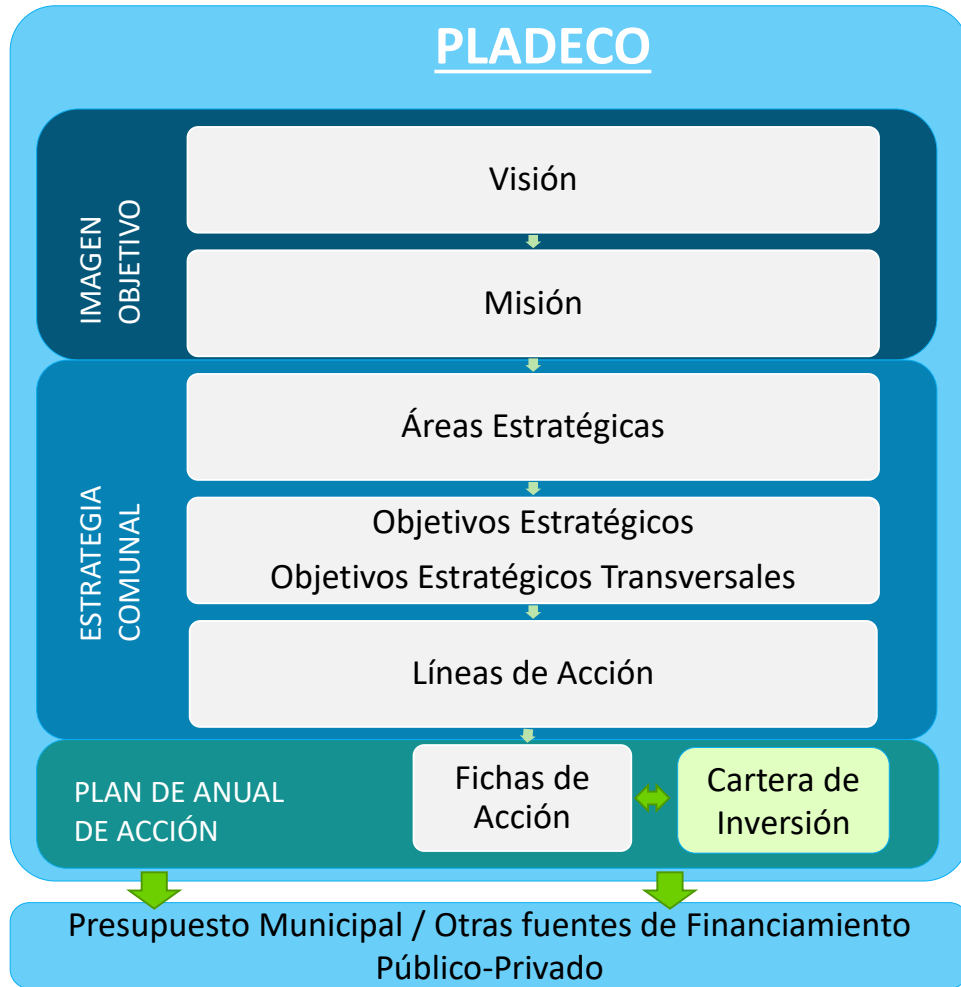 PLADECO
IMAGEN
OBJETIVO
Visión
Misión
ESTRATEGIA
COMUNAL
Áreas Estratégicas
Objetivos Estratégicos
Objetivos Estratégicos Transversales
Líneas de Acción
PLAN DE ANUAL
DE ACCIÓN
Fichas de
Acción
Cartera de
Inversión
Presupuesto Municipal / Otras fuentes de Financiamiento
Público-Privado